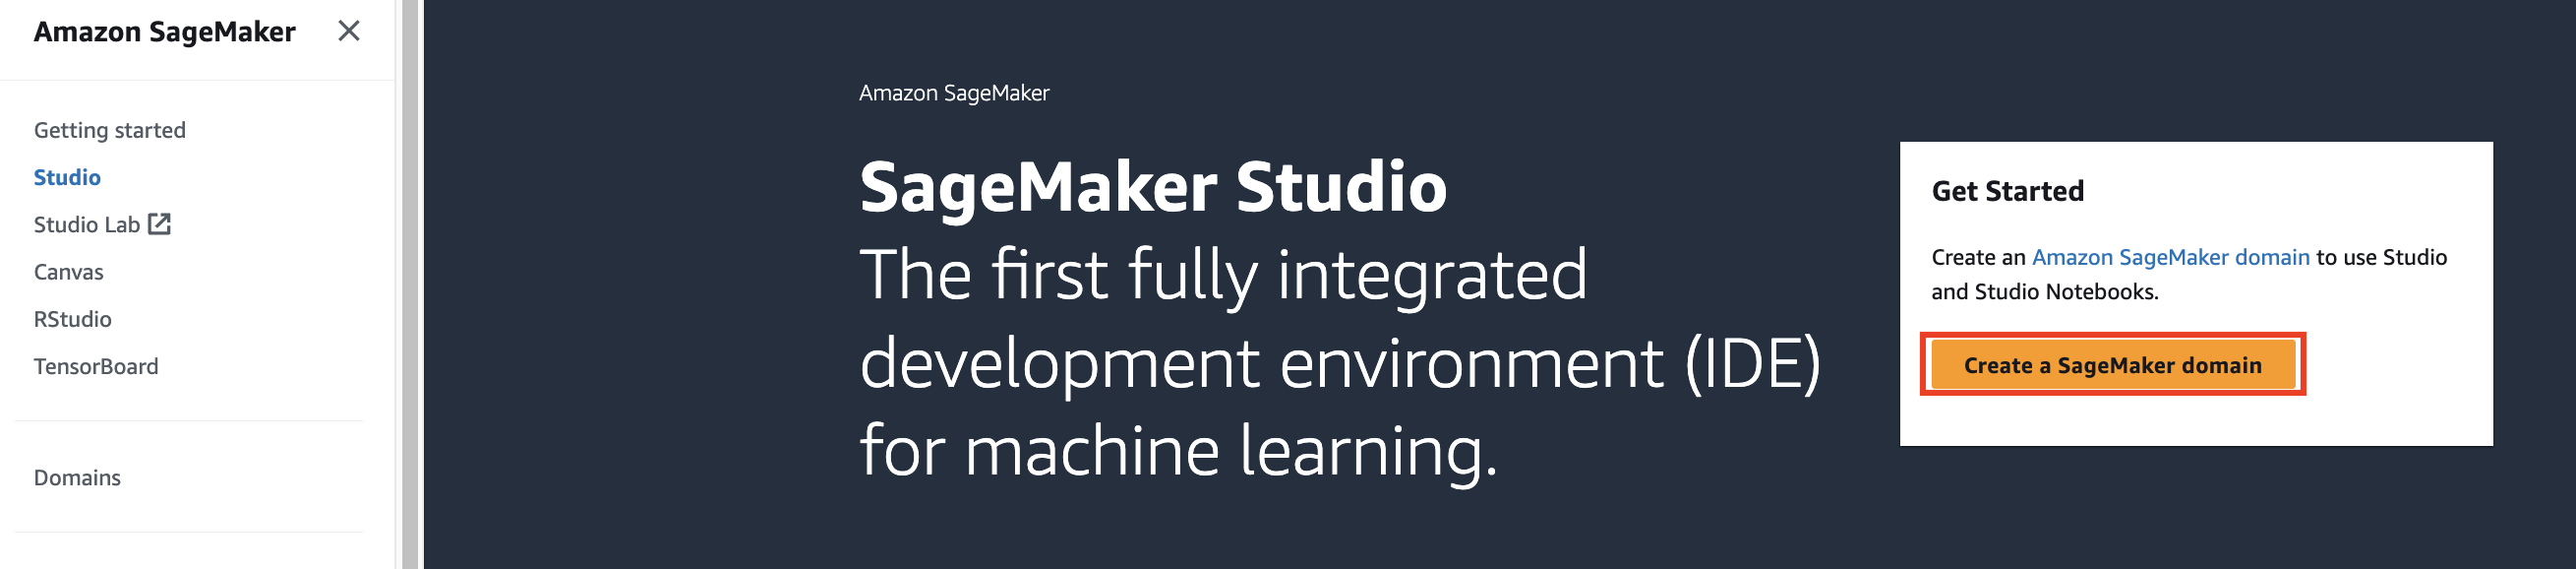 Amazon SageMaker
Getting started
Studio
Studio Lab
Canvas
RStudio
TensorBoard
Domains
Amazon SageMaker
SageMaker Studio
The first fully integrated
development environment (IDE)
for machine learning.
Get Started
Create an Amazon SageMaker domain to use Studio
and Studio Notebooks.
Create a SageMaker domain